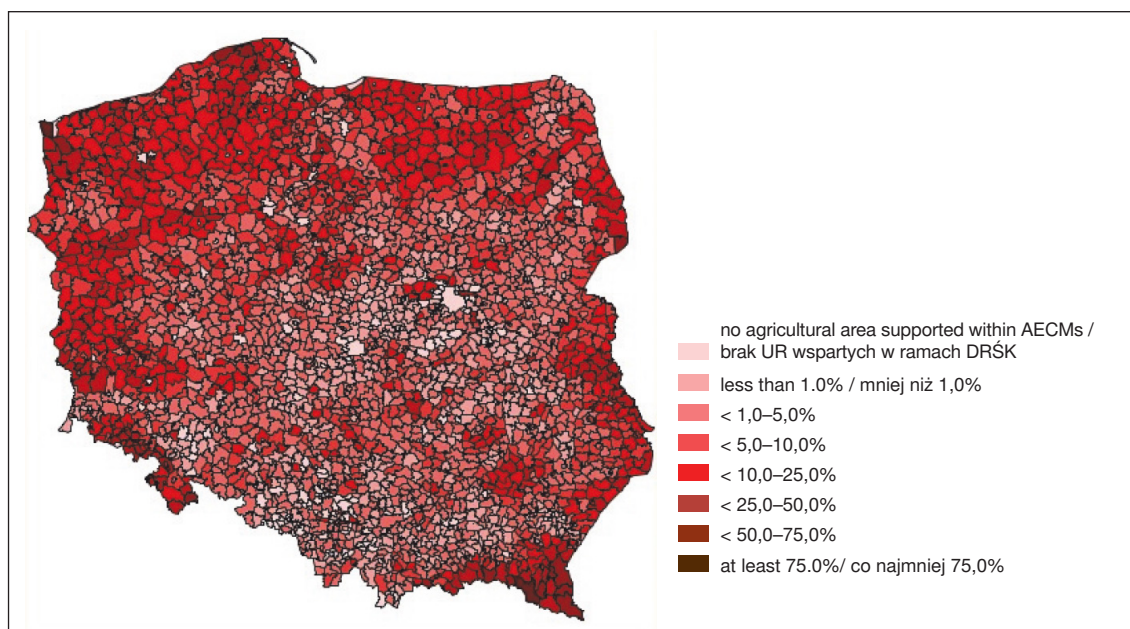 no agricultural area supported within AECMs /
brak UR wspartych w ramach DRŚK
less than 1.0% / mniej niż 1,0%
< 1,0–5,0%
< 5,0–10,0%
< 10,0–25,0%
< 25,0–50,0%
< 50,0–75,0%
at least 75.0%/ co najmniej 75,0%